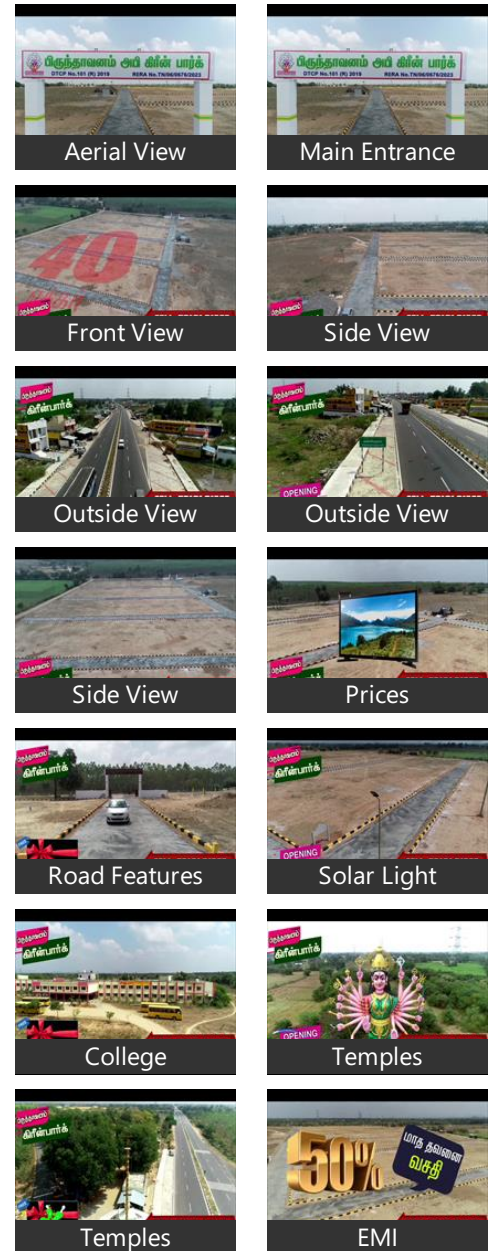 பிருந்தாவனம் அபி கிரீன் பார்க்
DTCP No.101 (R) 2019 RERA No.TN/06/0676/2023
Aerial View
பிருந்தாவனம் அபி கிரீன் பார்க்
DTCP No.101 (R) 2019 RERA No.TN/06/0676/2023
Main Entrance
40
Front View
Side View
கிரீன்பார்க்
Outside View
கிரீன்பார்க்
OPENING
Outside View
Side View
Prices
கிரீன்பார்க்
Road Features
கிரீன்பார்க்
OPENING
Solar Light
கிரீன்பார்க்
College
கிரீன்பார்க்
OPENING
Temples
கிரீன்பார்க்
Temples
50%
மாத தவணை
வசதி
EMI